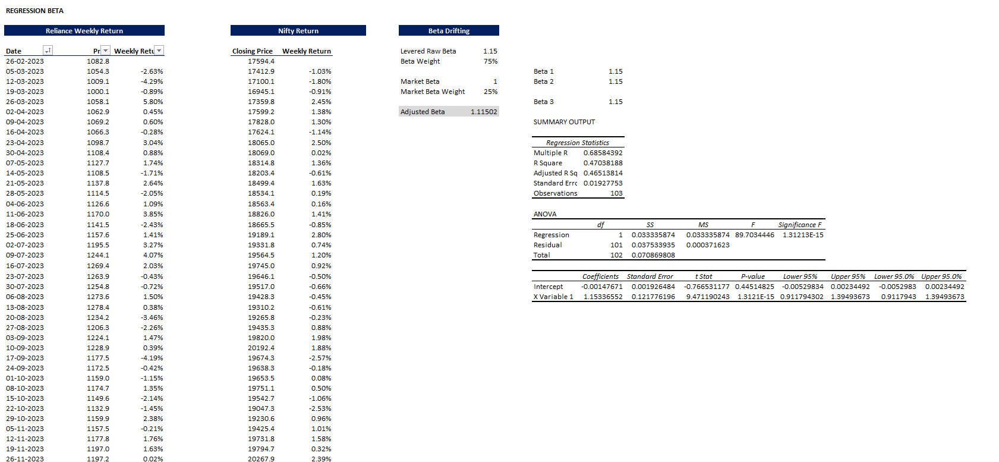 REGRESSION BETA
Reliance Weekly Return Nifty Return Beta Drifting
Date Pr Weekly Retu Closing Price Weekly Return Levered Raw Beta 1.15
26-02-2023 1082.8 17594.4 Beta Weight 75%
05-03-2023 1054.3 -2.63% 17412.9 -1.03% Beta 1 1.15
12-03-2023 1009.1 -4.29% 17100.1 -1.80% Market Beta 1 Beta 2 1.15
19-03-2023 1000.1 -0.89% 16945.1 -0.91% Market Beta Weight 25%
26-03-2023 1058.1 5.80% 17359.8 2.45% Beta 3 1.15
02-04-2023 1062.9 0.45% 17599.2 1.38% Adjusted Beta 1.11502
09-04-2023 1069.2 0.60% 17828.0 1.30% SUMMARY OUTPUT
16-04-2023 1066.3 -0.28% 17624.1 -1.14%
23-04-2023 1098.7 3.04% 18065.0 2.50% Regression Statistics
30-04-2023 1108.4 0.88% 18069.0 0.02% Multiple R 0.68584392
07-05-2023 1127.7 1.74% 18314.8 1.36% R Square 0.47038188
14-05-2023 1108.5 -1.71% 18203.4 -0.61% Adjusted R Sq 0.46513814
21-05-2023 1137.8 2.64% 18499.4 1.63% Standard Errc 0.01927753
28-05-2023 1114.5 -2.05% 18534.1 0.19% Observations 103
04-06-2023 1126.6 1.09% 18563.4 0.16%
11-06-2023 1170.0 3.85% 18826.0 1.41% ANOVA
18-06-2023 1141.5 -2.43% 18665.5 -0.85% df SS MS F Significance F
25-06-2023 1157.6 1.41% 19189.1 2.80% Regression 1 0.033335874 0.033335874 89.7034446 1.31213E-15
02-07-2023 1195.5 3.27% 19331.8 0.74% Residual 101 0.037533935 0.000371623
09-07-2023 1244.1 4.07% 19564.5 1.20% Total 102 0.070869808
16-07-2023 1269.4 2.03% 19745.0 0.92%
23-07-2023 1263.9 -0.43% 19646.1 -0.50% Coefficients Standard Error t Stat P-value Lower 95% Upper 95% Lower 95.0% Upper 95.0%
30-07-2023 1254.8 -0.72% 19517.0 -0.66% Intercept -0.00147671 0.001926484 -0.766531177 0.44514825 -0.00529834 0.00234492 -0.0052983 0.00234492
06-08-2023 1273.6 1.50% 19428.3 -0.45% X Variable 1 1.15336552 0.121776196 9.471190243 1.3121E-15 0.911794302 1.39493673 0.9117943 1.39493673
13-08-2023 1278.4 0.38% 19310.2 -0.61%
20-08-2023 1234.2 -3.46% 19265.8 -0.23%
27-08-2023 1206.3 -2.26% 19435.3 0.88%
03-09-2023 1224.1 1.47% 19820.0 1.98%
10-09-2023 1228.9 0.39% 20192.4 1.88%
17-09-2023 1177.5 -4.19% 19674.3 -2.57%
24-09-2023 1172.5 -0.42% 19638.3 -0.18%
01-10-2023 1159.0 -1.15% 19653.5 0.08%
08-10-2023 1174.7 1.35% 19751.1 0.50%
15-10-2023 1149.6 -2.14% 19542.7 -1.06%
22-10-2023 1132.9 -1.45% 19047.3 -2.53%
29-10-2023 1159.9 2.38% 19230.6 0.96%
05-11-2023 1157.5 -0.21% 19425.4 1.01%
12-11-2023 1177.8 1.76% 19731.8 1.58%
19-11-2023 1197.0 1.63% 19794.7 0.32%
26-11-2023 1197.2 0.02% 20267.9 2.39%